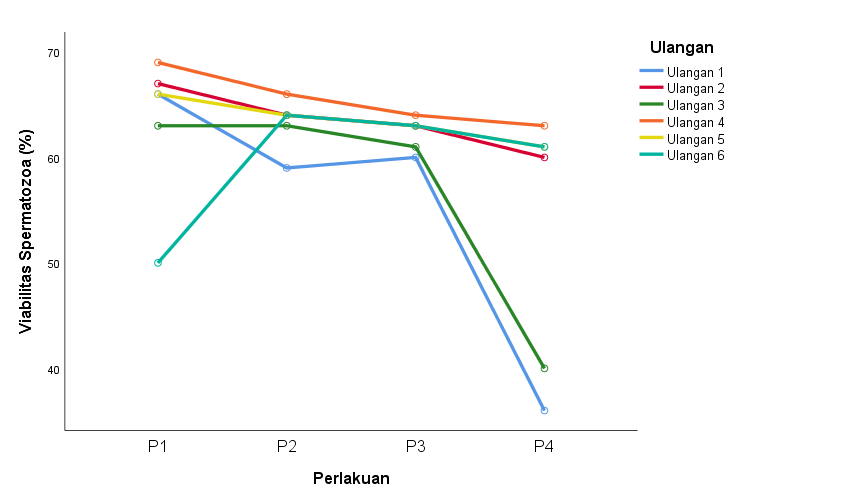 Ulangan
Ulangan 1
Ulangan 2
Ulangan 3
Ulangan 4
Ulangan 5
Ulangan 6
Viabilitas Spermatozoa (%)
70
60
50
40
P1 P2 P3 P4
Perlakuan